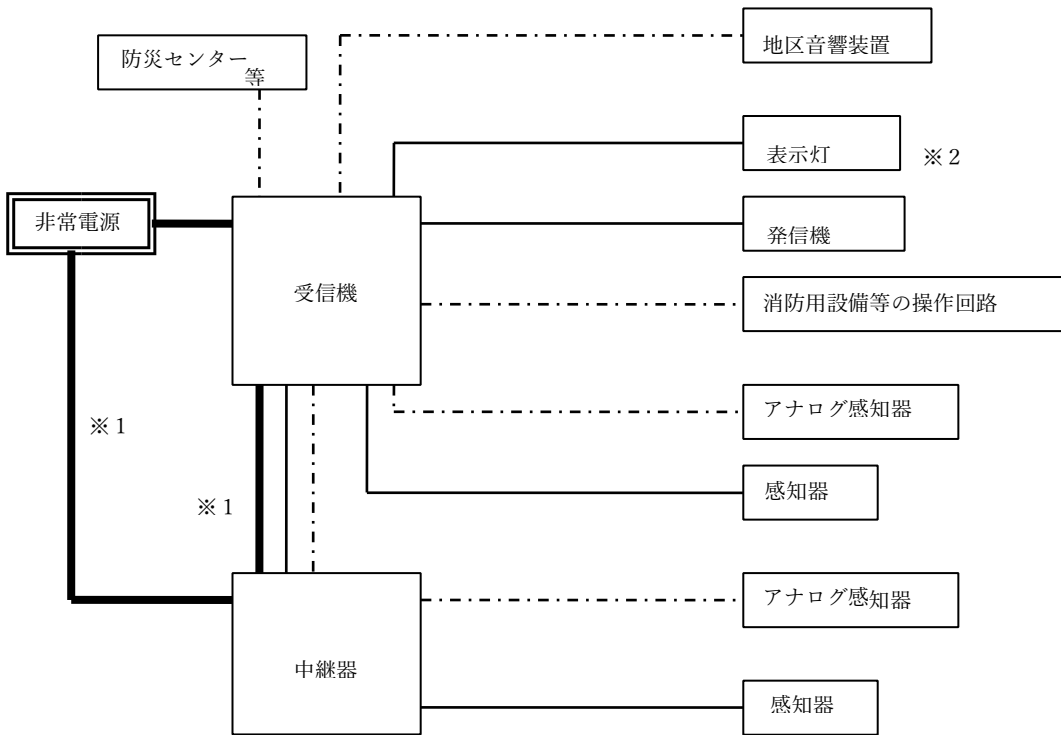 防災センター等
地区音響装置
表示灯
※２
非常電源
発信機
受信機
消防用設備等の操作回路
※１
アナログ感知器
感知器
※１
アナログ感知器
中継器
感知器